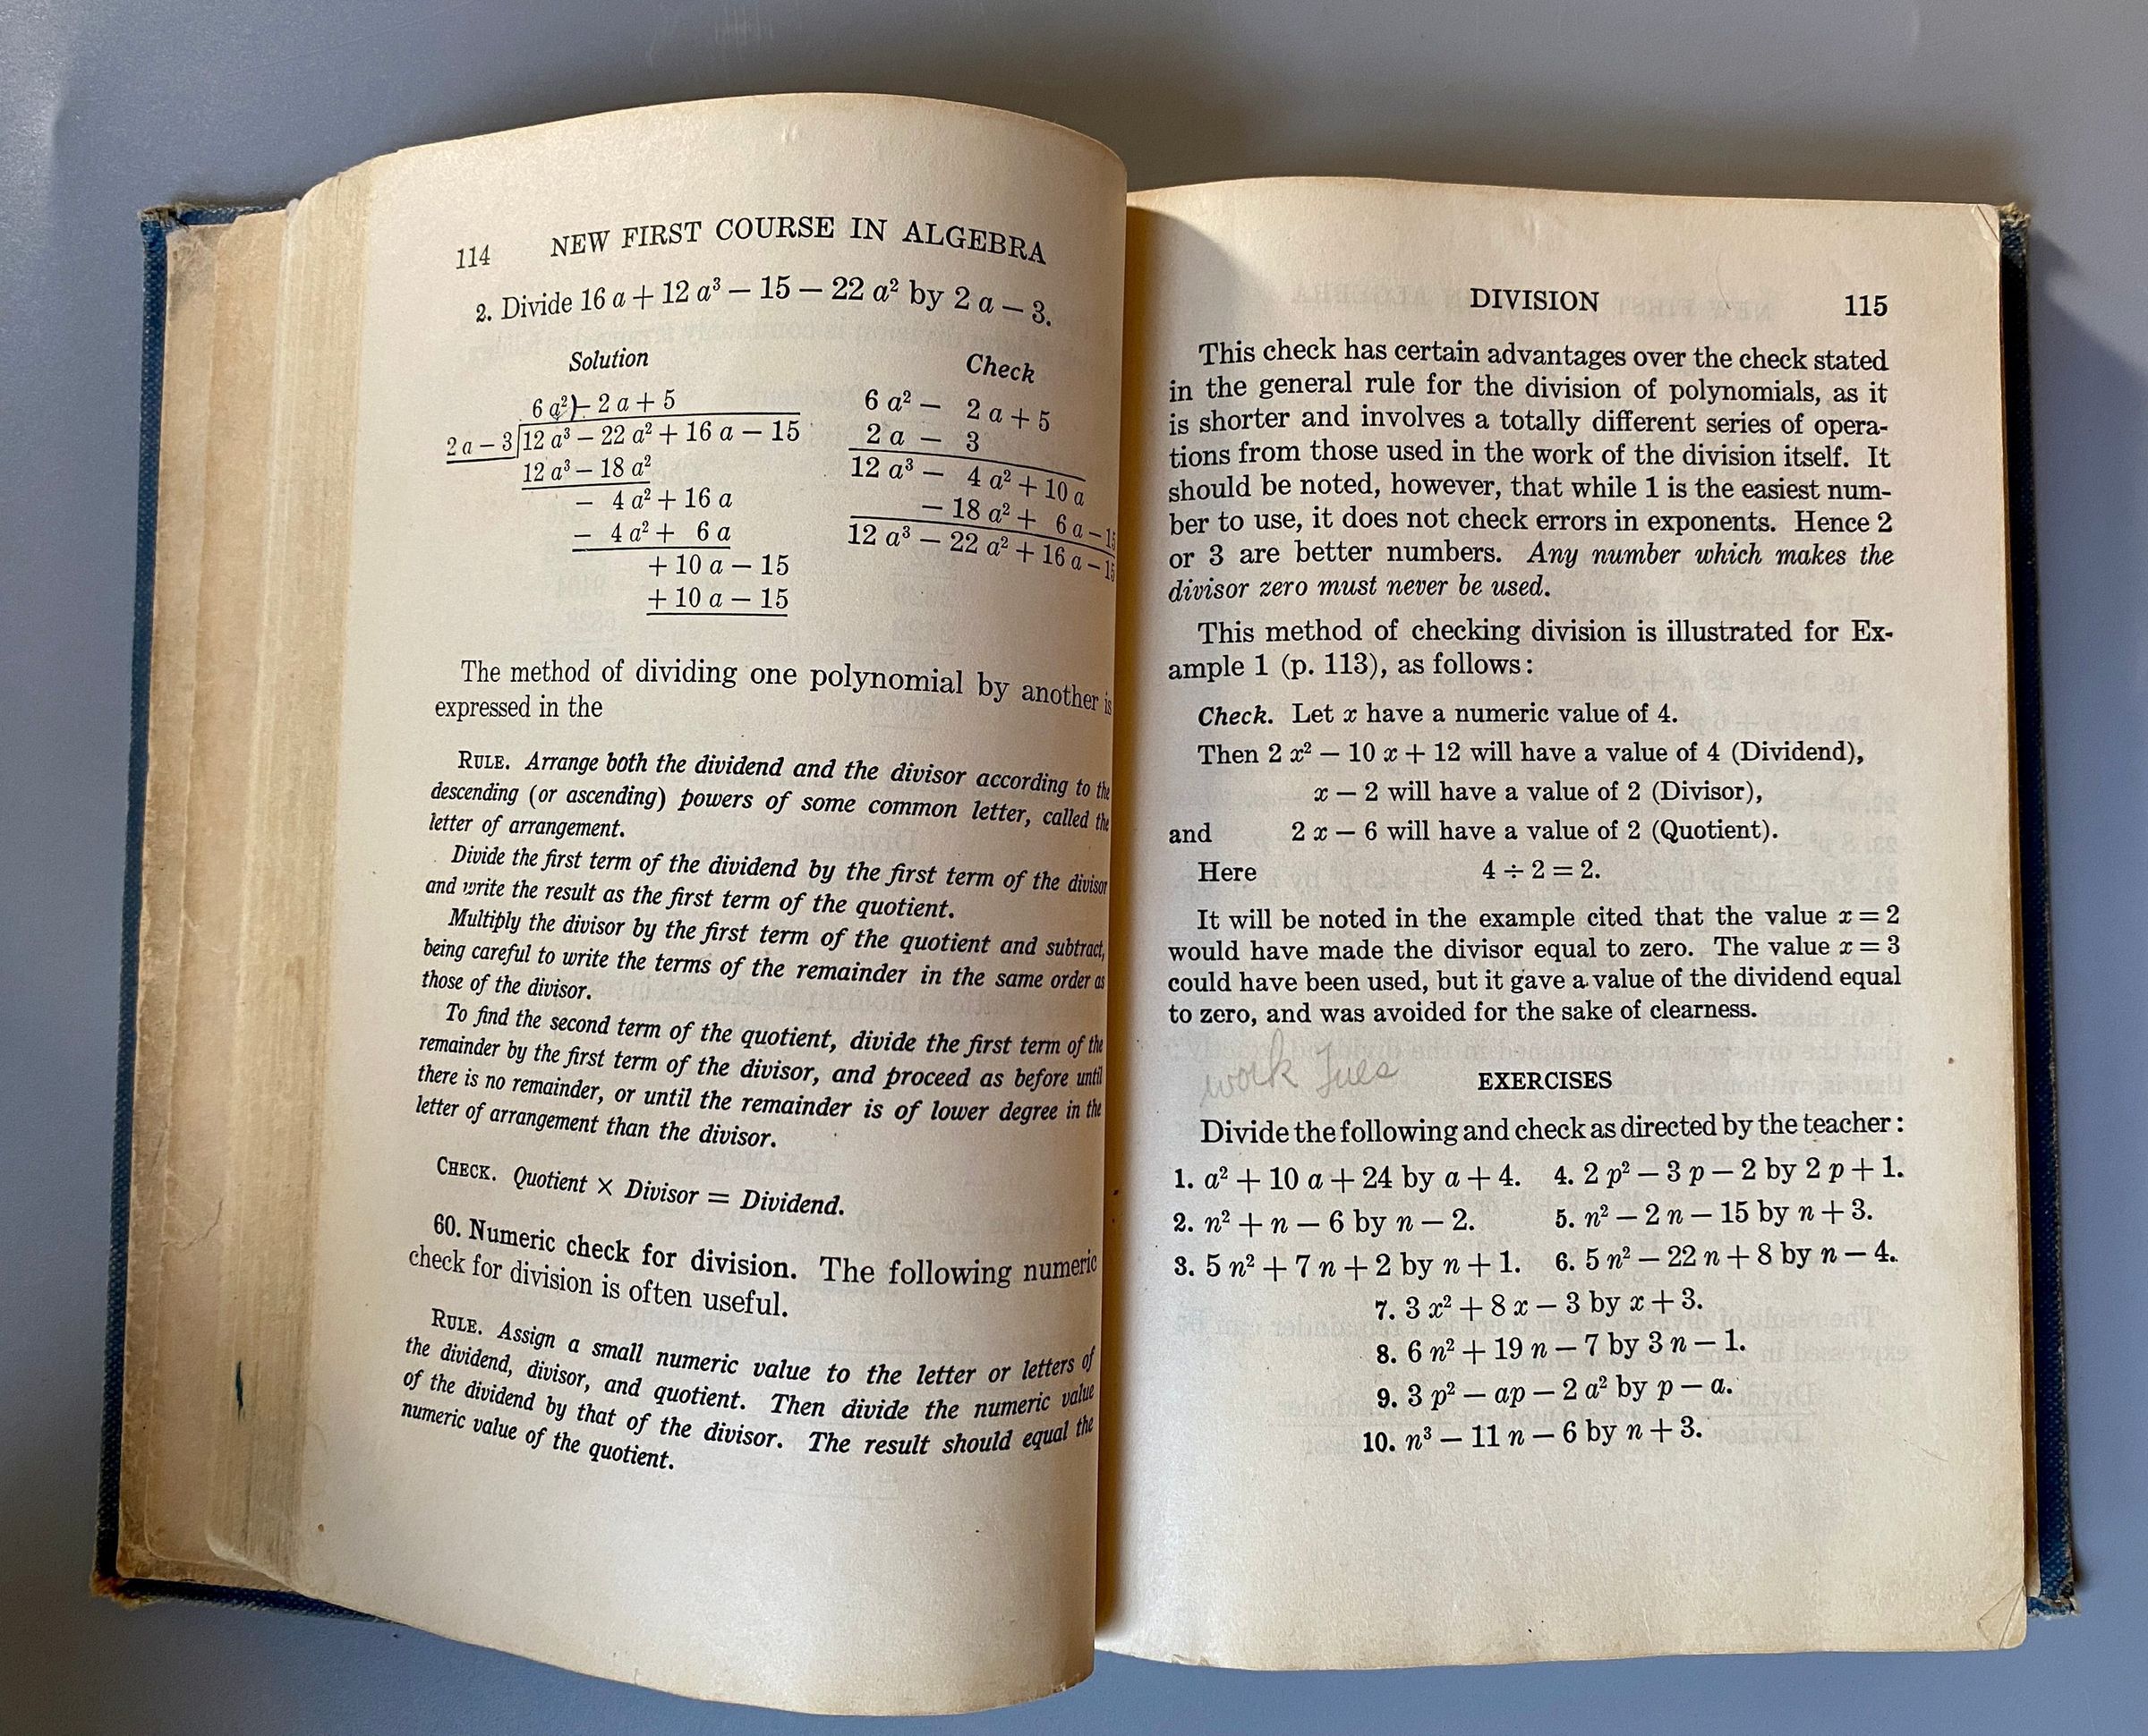 114 NEW FIRST COURSE IN ALGEBRA
2. Divide 16 a + 12 a³ − 15 − 22 a² by 2 a − 3.
Solution
6 a² − 2 a + 5
2 a − 3|12 a³ − 22 a² + 16 a − 15
12 a³ − 18 a²
− 4 a² + 16 a
− 4 a² + 6 a
+ 10 a − 15
+ 10 a − 15
Check
6 a² − 2 a + 5
2 a − 3
12 a³ − 4 a² + 10 a
− 18 a² + 6 a − 15
12 a³ − 22 a² + 16 a − 15
The method of dividing one polynomial by another is
expressed in the
RULE. Arrange both the dividend and the divisor according to the
descending (or ascending) powers of some common letter, called the
letter of arrangement.
Divide the first term of the dividend by the first term of the divisor
and write the result as the first term of the quotient.
Multiply the divisor by the first term of the quotient and subtract,
being careful to write the terms of the remainder in the same order as
those of the divisor.
To find the second term of the quotient, divide the first term of the
remainder by the first term of the divisor, and proceed as before until
there is no remainder, or until the remainder is of lower degree in the
letter of arrangement than the divisor.
CHECK. Quotient × Divisor = Dividend.
60. Numeric check for division. The following numeric
check for division is often useful.
RULE. Assign a small numeric value to the letter or letters of
the dividend, divisor, and quotient. Then divide the numeric value
of the dividend by that of the divisor. The result should equal the
numeric value of the quotient.
DIVISION 115
This check has certain advantages over the check stated
in the general rule for the division of polynomials, as it
is shorter and involves a totally different series of opera-
tions from those used in the work of the division itself. It
should be noted, however, that while 1 is the easiest num-
ber to use, it does not check errors in exponents. Hence 2
or 3 are better numbers. Any number which makes the
divisor zero must never be used.
This method of checking division is illustrated for Ex-
ample 1 (p. 113), as follows:
Check. Let x have a numeric value of 4.
Then 2 x² − 10 x + 12 will have a value of 4 (Dividend),
x − 2 will have a value of 2 (Divisor),
and 2 x − 6 will have a value of 2 (Quotient).
Here 4 ÷ 2 = 2.
It will be noted in the example cited that the value x = 2
would have made the divisor equal to zero. The value x = 3
could have been used, but it gave a value of the dividend equal
to zero, and was avoided for the sake of clearness.
work Tues
EXERCISES
Divide the following and check as directed by the teacher:
1. a² + 10 a + 24 by a + 4. 4. 2 p² − 3 p − 2 by 2 p + 1.
2. n² + n − 6 by n − 2. 5. n² − 2 n − 15 by n + 3.
3. 5 n² + 7 n + 2 by n + 1. 6. 5 n² − 22 n + 8 by n − 4.
7. 3 x² + 8 x − 3 by x + 3.
8. 6 n² + 19 n − 7 by 3 n − 1.
9. 3 p² − ap − 2 a² by p − a.
10. n³ − 11 n − 6 by n + 3.